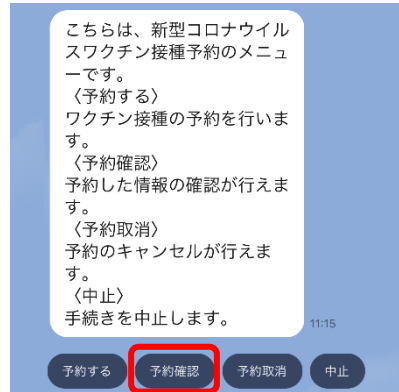 こちらは、新型コロナウイル
スワクチン接種予約のメニュ
ーです。
〈予約する〉
ワクチン接種の予約を行いま
す。
〈予約確認〉
予約した情報の確認が行えま
す。
〈予約取消〉
予約のキャンセルが行えま
す。
〈中止〉
手続きを中止します。
11:15
予約する 予約確認 予約取消 中止